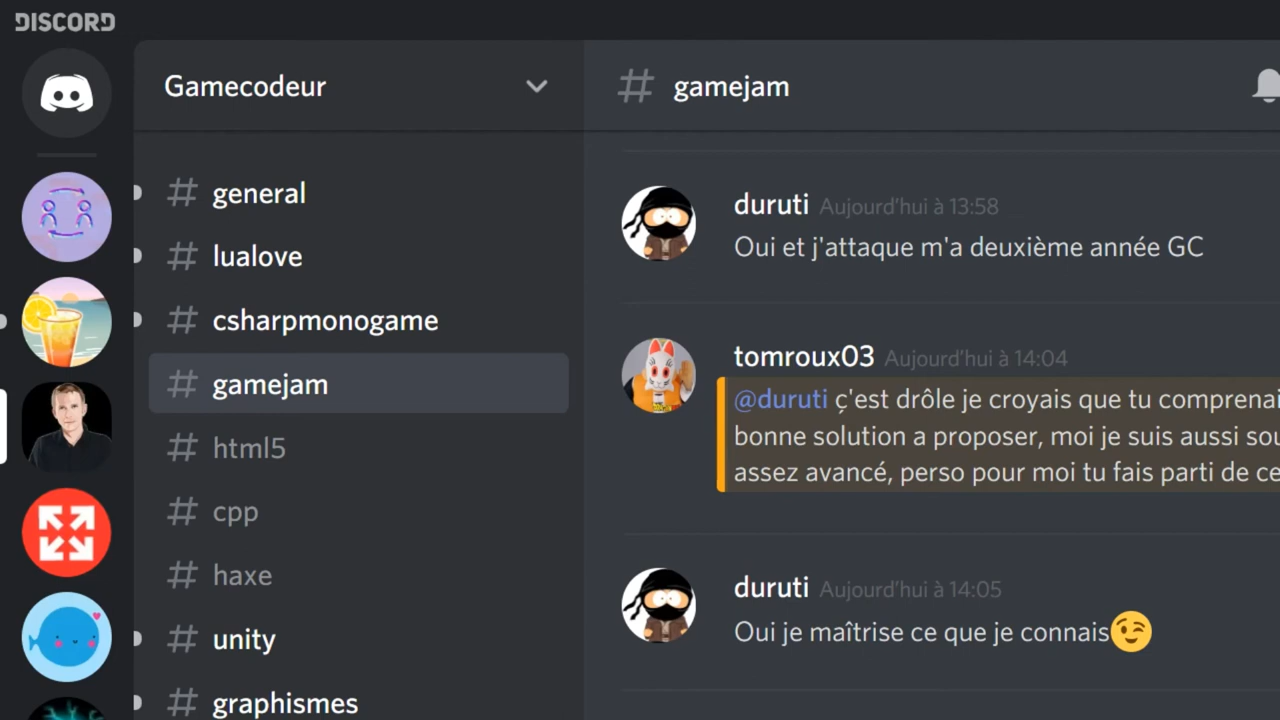 DISCORD
Gamecodeur
# general
# lualove
# csharpmonogame
# gamejam
# html5
# cpp
# haxe
# unity
# graphismes
# gamejam
duruti Aujourd'hui à 13:58
Oui et j'attaque m'a deuxième année GC
tomroux03 Aujourd'hui à 14:04
@duruti c'est drôle je croyais que tu comprenai
bonne solution a proposer, moi je suis aussi sou
assez avancé, perso pour moi tu fais parti de ce
duruti Aujourd'hui à 14:05
Oui je maîtrise ce que je connais😉